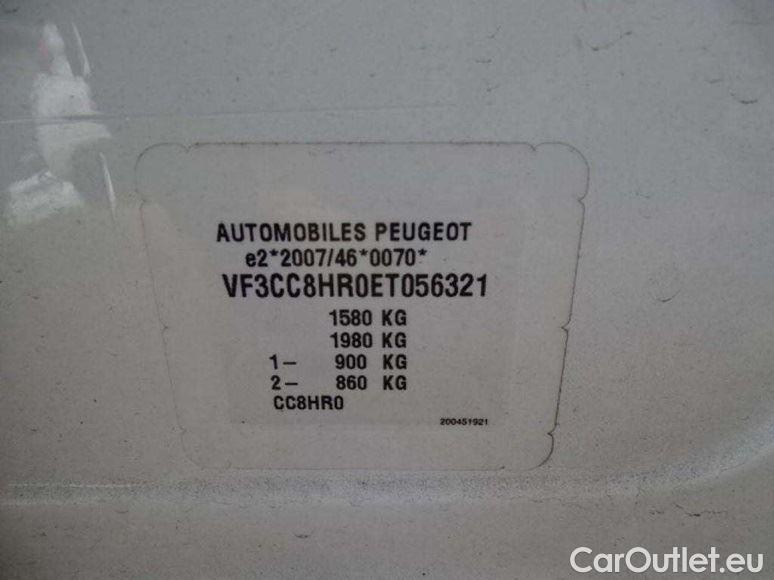 AUTOMOBILES PEUGEOT
e2*2007/46*0070*
VF3CC8HR0ET056321
1580 KG
1980 KG
1- 900 KG
2- 860 KG
CC8HR0
200451921
CarOutlet.eu